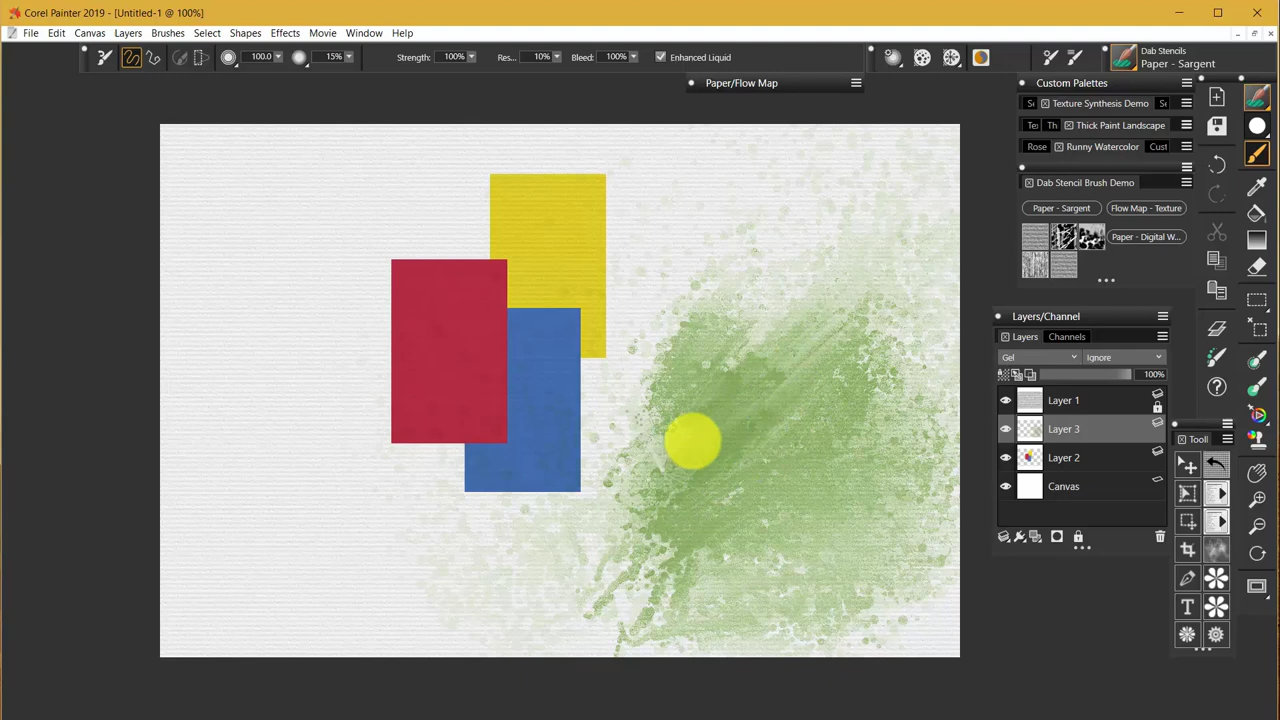 Corel Painter 2019 - [Untitled-1 @ 100%]
File Edit Canvas Layers Brushes Select Shapes Effects Movie Window Help
100.0 15% Strength: 100% Res... 10% Bleed: 100% Enhanced Liquid
Dab Stencils
Paper - Sargent
Paper/Flow Map
Custom Palettes
Texture Synthesis Demo
Thick Paint Landscape
Rose Runny Watercolor Cust
Dab Stencil Brush Demo
Paper - Sargent Flow Map - Texture
Paper - Digital W...
Layers/Channel
Layers Channels
Gel Ignore
100%
Layer 1
Layer 3
Layer 2
Canvas
Tooll